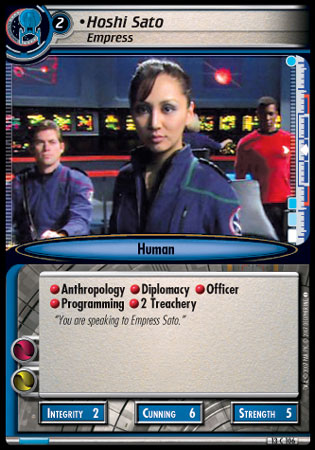 2
• Hoshi Sato
Empress
Human
Anthropology Diplomacy Officer
Programming 2 Treachery
"You are speaking to Empress Sato."
INTEGRITY 2 CUNNING 6 STRENGTH 5